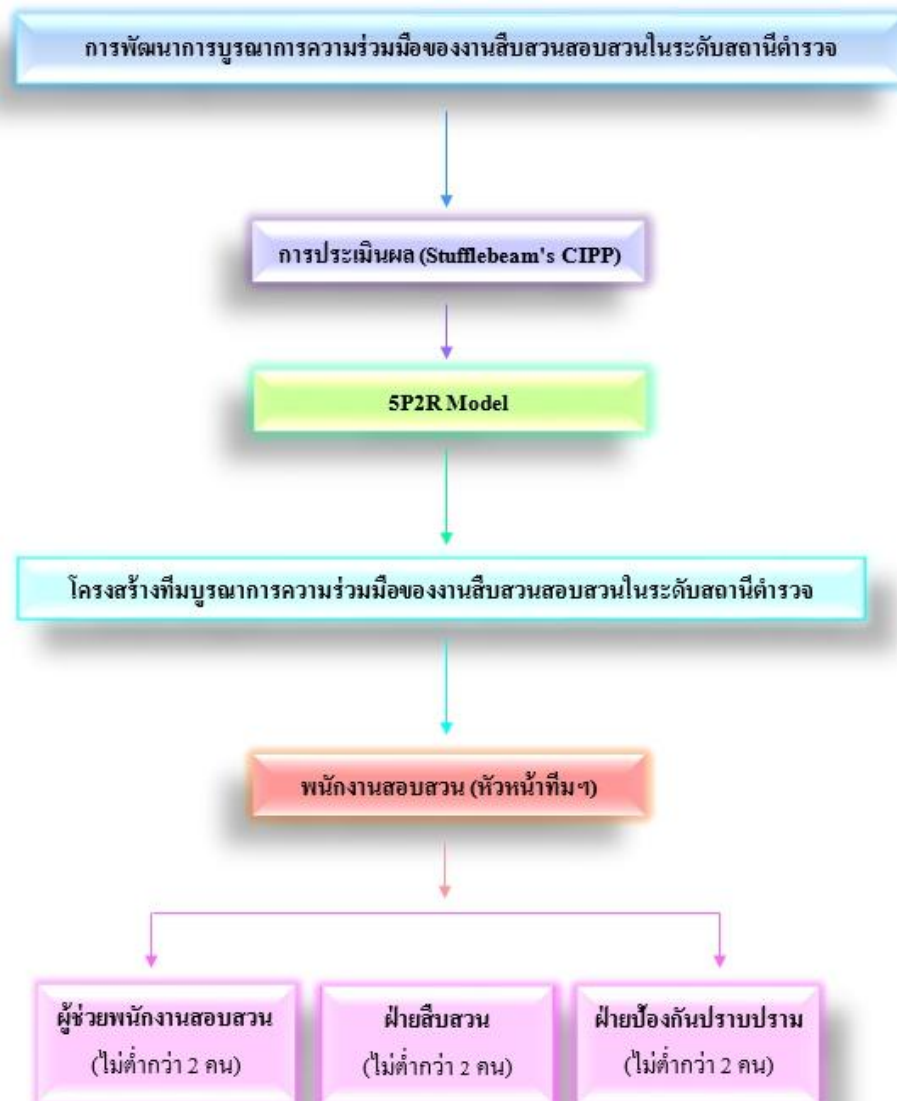 การพัฒนาการบูรณาการความร่วมมือของงานสืบสวนสอบสวนในระดับสถานีตำรวจ
การประเมินผล (Stufflebeam's CIPP)
5P2R Model
โครงสร้างทีมบูรณาการความร่วมมือของงานสืบสวนสอบสวนในระดับสถานีตำรวจ
พนักงานสอบสวน (หัวหน้าทีมฯ)
ผู้ช่วยพนักงานสอบสวน
(ไม่ต่ำกว่า 2 คน)
ฝ่ายสืบสวน
(ไม่ต่ำกว่า 2 คน)
ฝ่ายป้องกันปราบปราม
(ไม่ต่ำกว่า 2 คน)